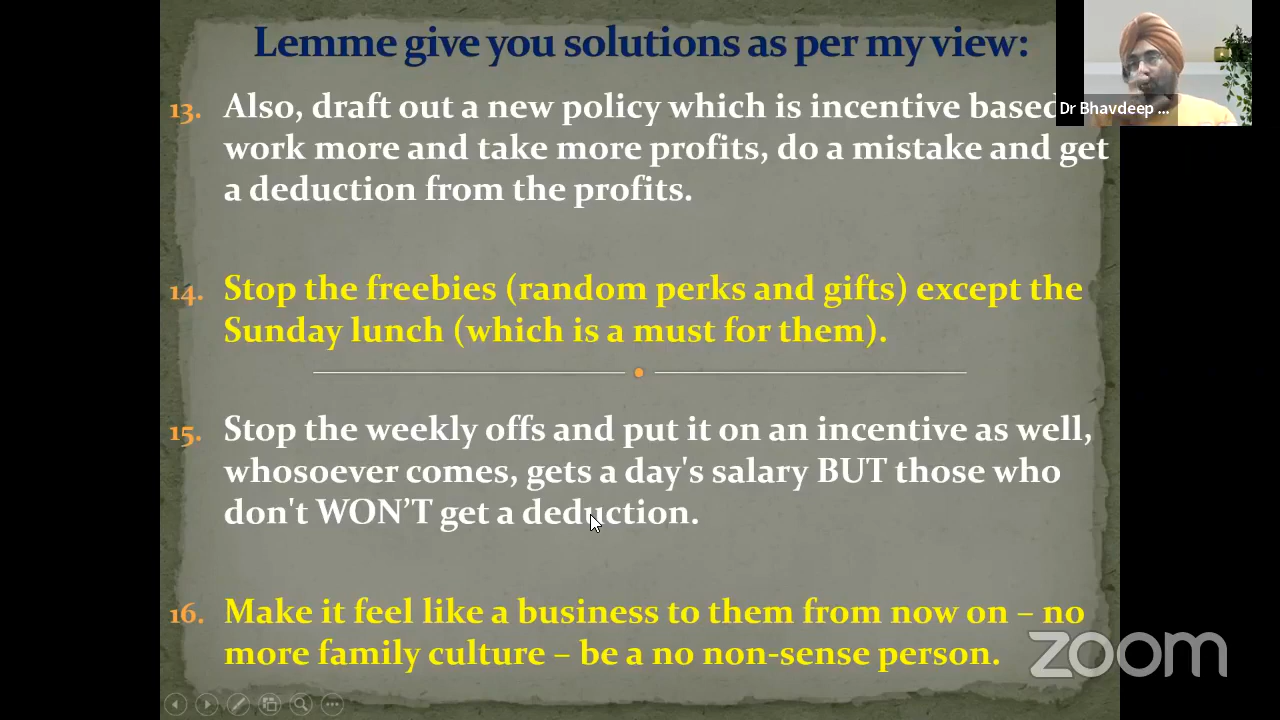 Lemme give you solutions as per my view:
13. Also, draft out a new policy which is incentive based
work more and take more profits, do a mistake and get
a deduction from the profits.
14. Stop the freebies (random perks and gifts) except the
Sunday lunch (which is a must for them).
15. Stop the weekly offs and put it on an incentive as well,
whosoever comes, gets a day's salary BUT those who
don't WON’T get a deduction.
16. Make it feel like a business to them from now on – no
more family culture – be a no non-sense person.
Dr Bhavdeep ...
zoom